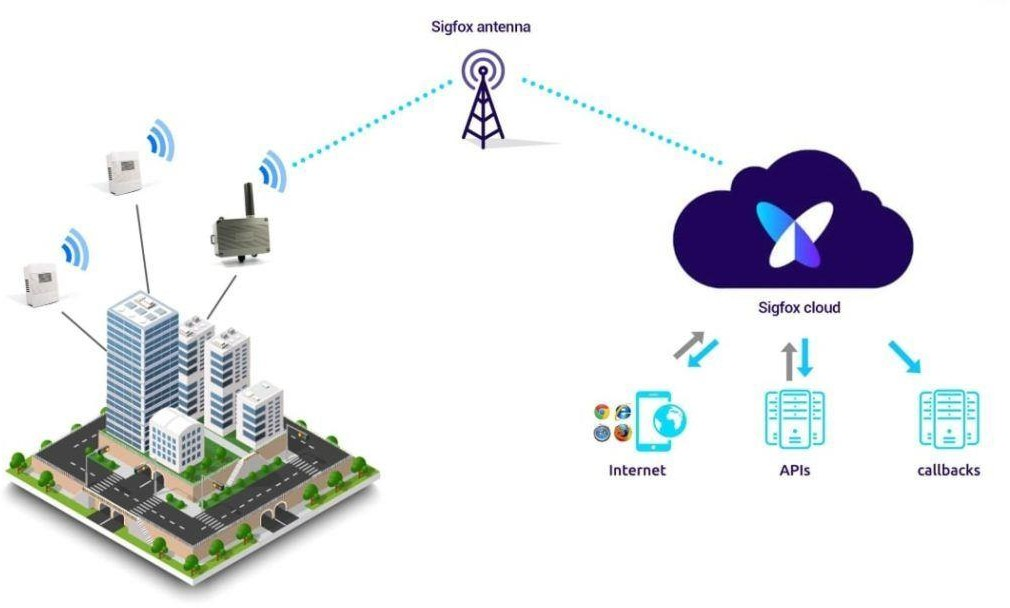 Sigfox antenna
Sigfox cloud
Internet
APIs
callbacks